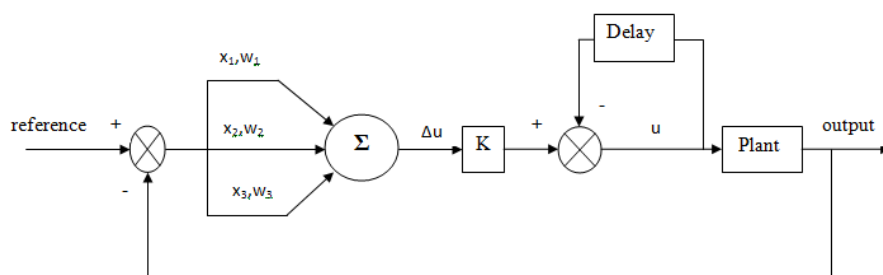 Delay
x₁,w₁
reference
+
x₂,w₂
Σ
Δu
K
+
-
u
Plant
output
-
x₃,w₃